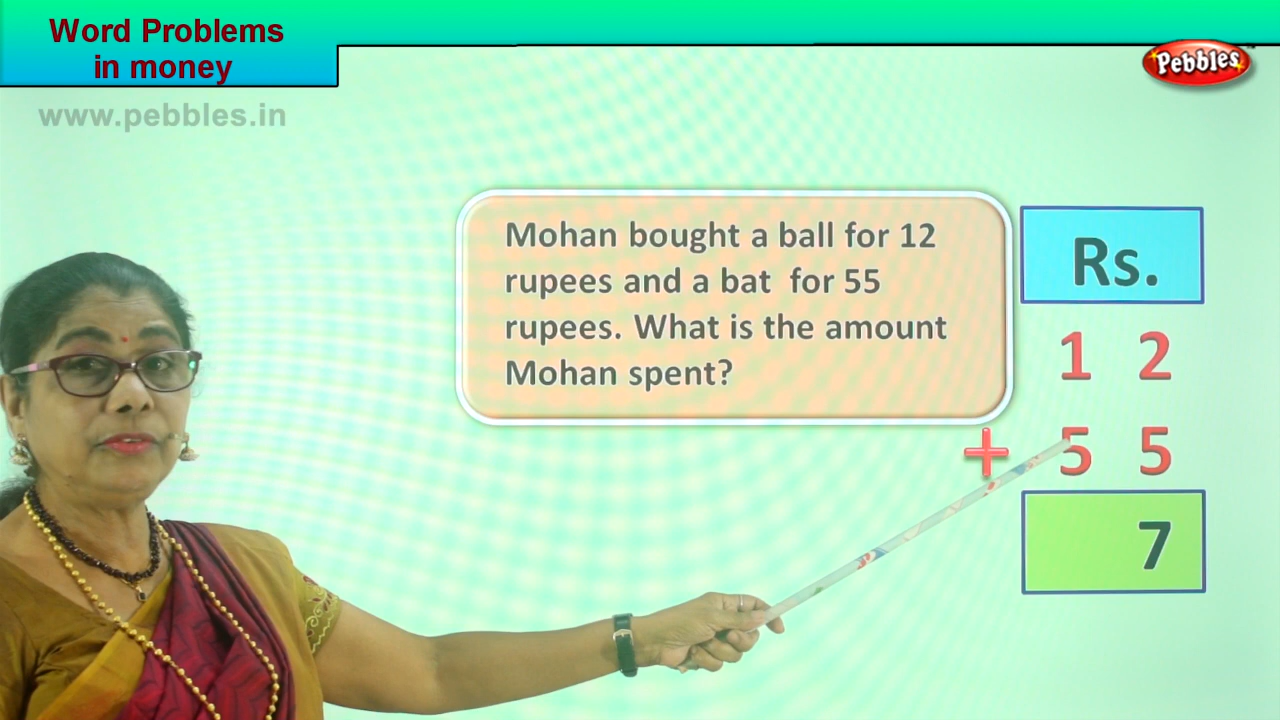 Word Problems
in money
Pebbles
www.pebbles.in
Mohan bought a ball for 12
rupees and a bat for 55
rupees. What is the amount
Mohan spent?
Rs.
1 2
+ 5 5
7